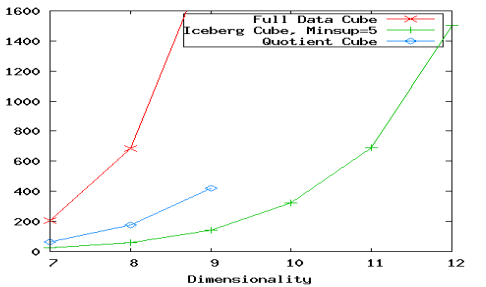 1600
1400
1200
1000
800
600
400
200
0
Full Data Cube
Iceberg Cube, Minsup=5
Quotient Cube
7 8 9 10 11 12
Dimensionality